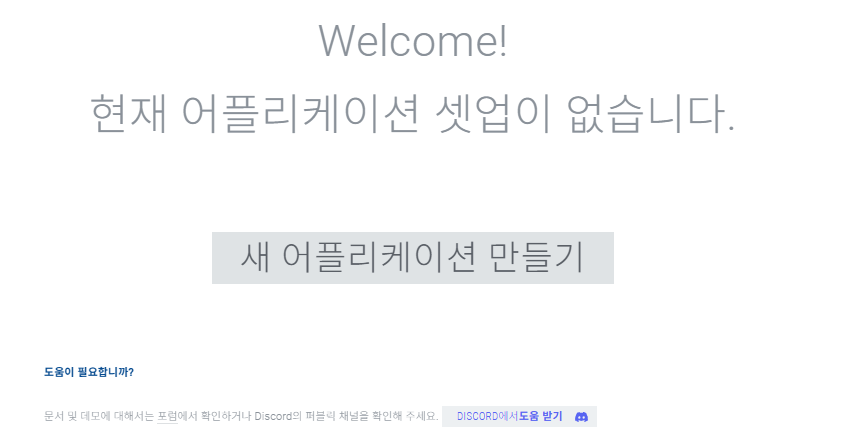 Welcome!
현재 어플리케이션 셋업이 없습니다.
새 어플리케이션 만들기
도움이 필요합니까?
문서 및 데모에 대해서는 포럼에서 확인하거나 Discord의 퍼블릭 채널을 확인해 주세요. DISCORD에서도움 받기